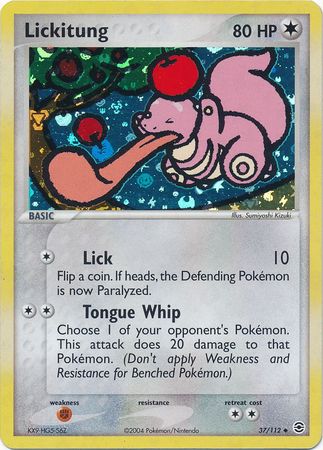 Lickitung 80 HP
BASIC Illus. Sumiyoshi Kizuki
Lick 10
Flip a coin. If heads, the Defending Pokémon
is now Paralyzed.
Tongue Whip
Choose 1 of your opponent's Pokémon.
This attack does 20 damage to that
Pokémon. (Don't apply Weakness and
Resistance for Benched Pokémon.)
weakness resistance retreat cost
KX9-HG5-56Z ©2004 Pokémon/Nintendo 37/112